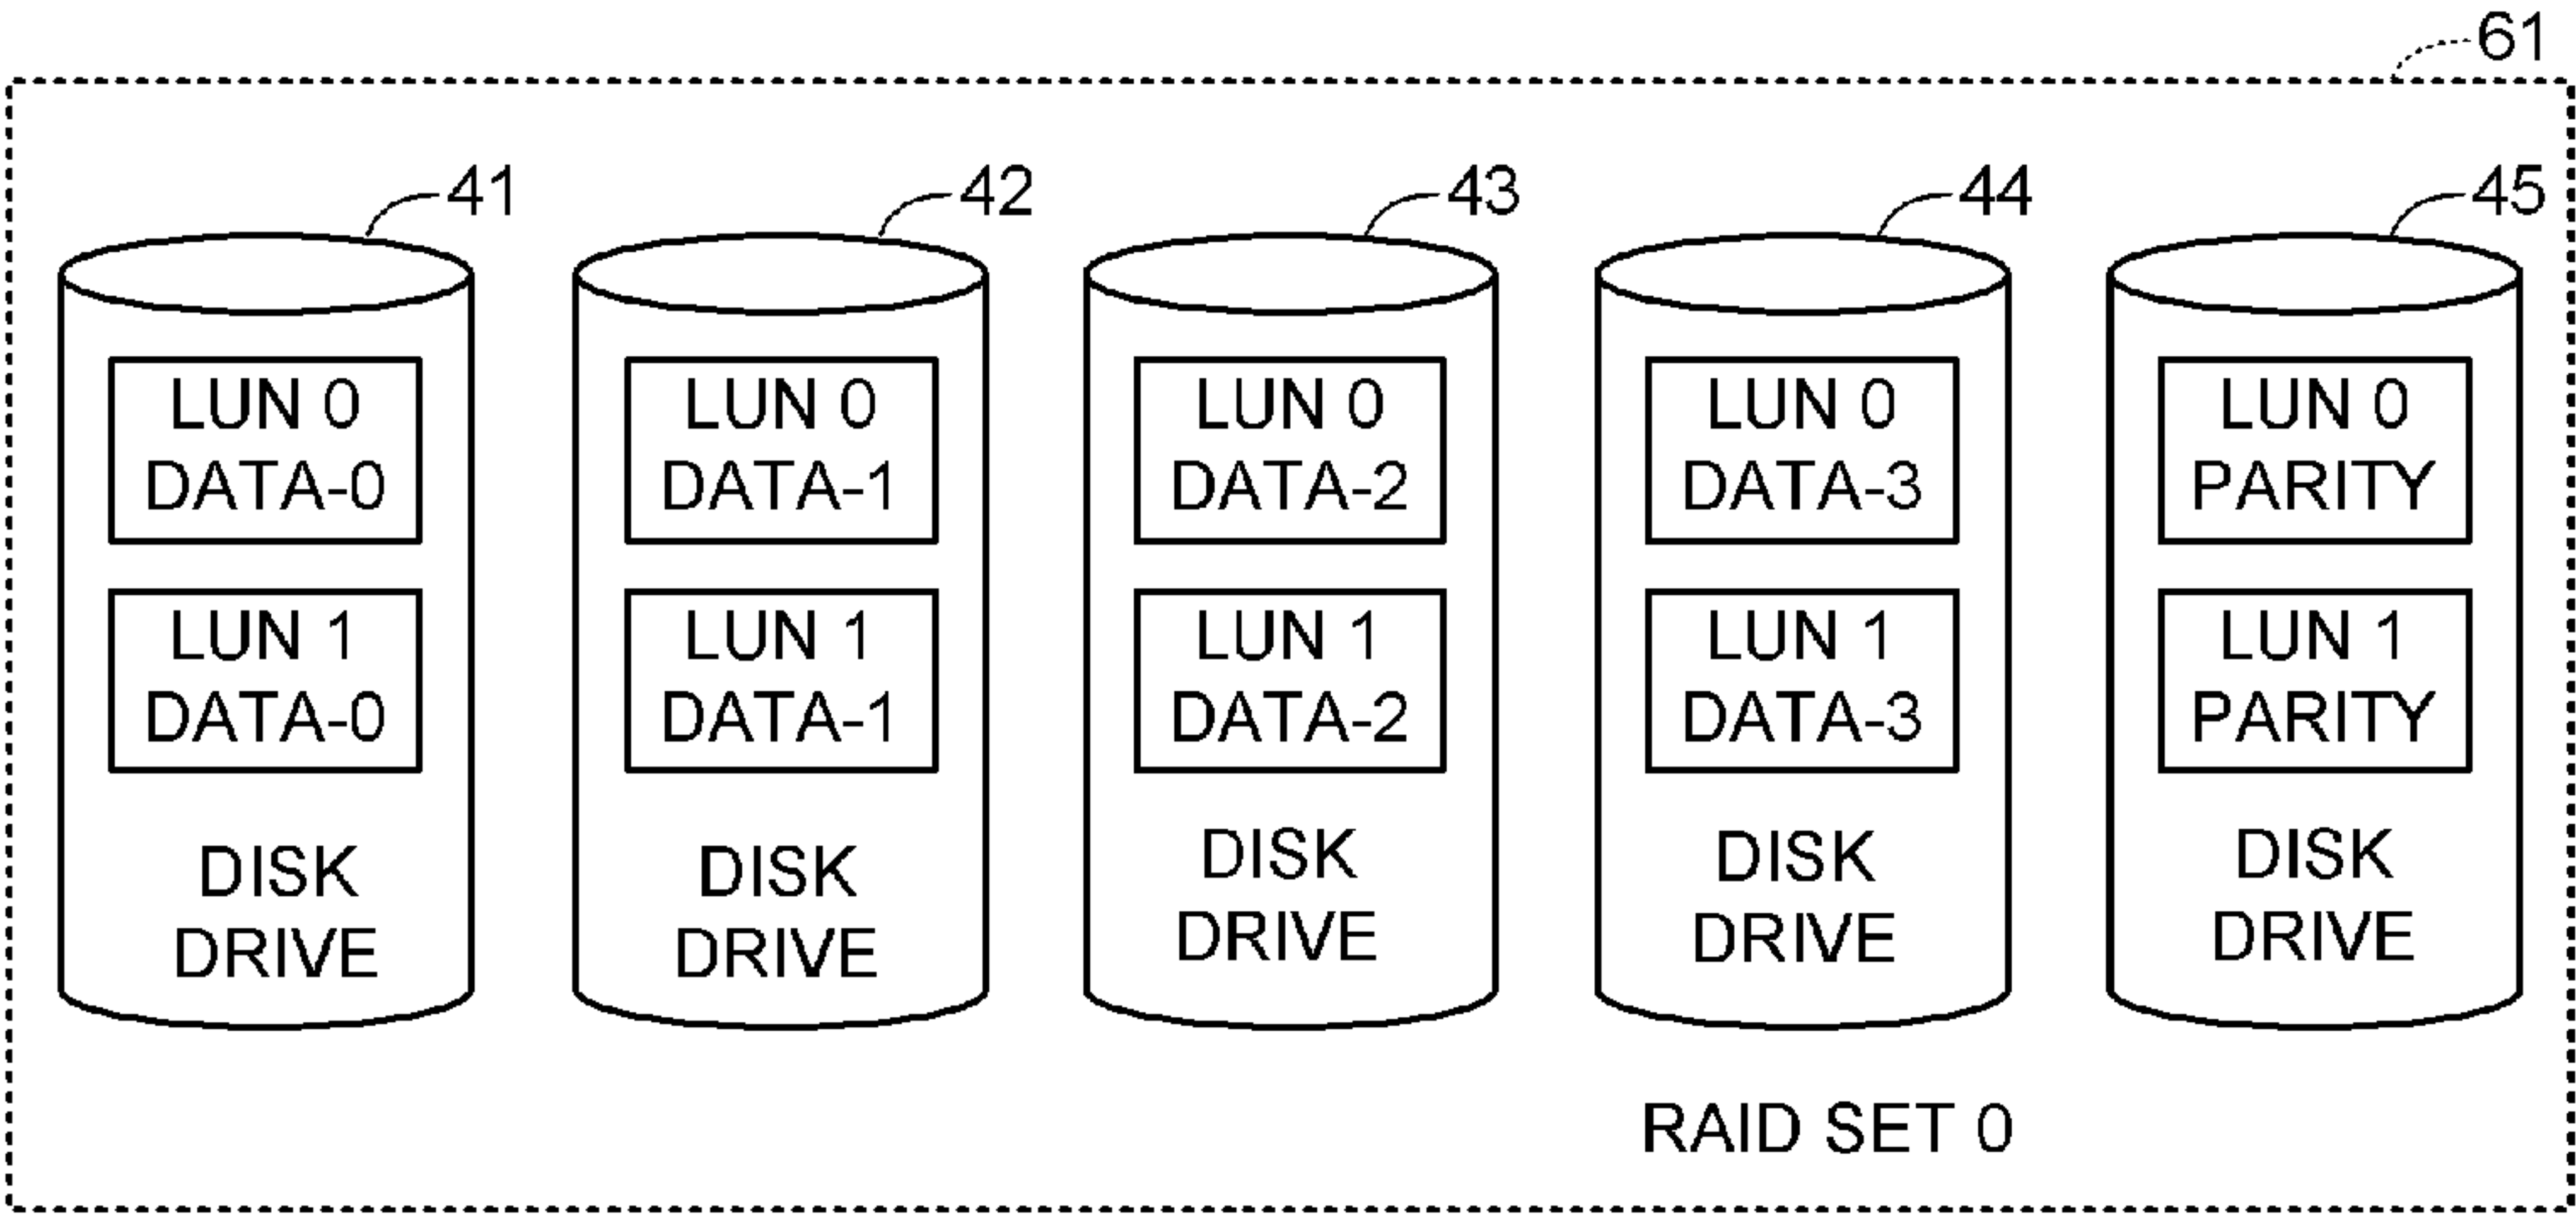 61
41
42
43
44
45
LUN 0
DATA-0
LUN 1
DATA-0
DISK
DRIVE
LUN 0
DATA-1
LUN 1
DATA-1
DISK
DRIVE
LUN 0
DATA-2
LUN 1
DATA-2
DISK
DRIVE
LUN 0
DATA-3
LUN 1
DATA-3
DISK
DRIVE
LUN 0
PARITY
LUN 1
PARITY
DISK
DRIVE
RAID SET 0